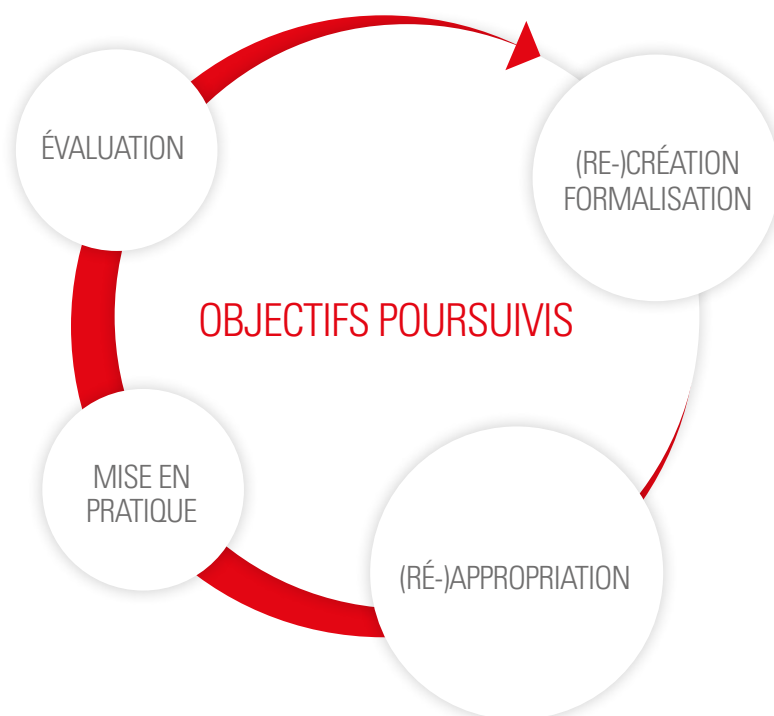 ÉVALUATION
(RE-)CRÉATION
FORMALISATION
OBJECTIFS POURSUIVIS
MISE EN
PRATIQUE
(RÉ-)APPROPRIATION